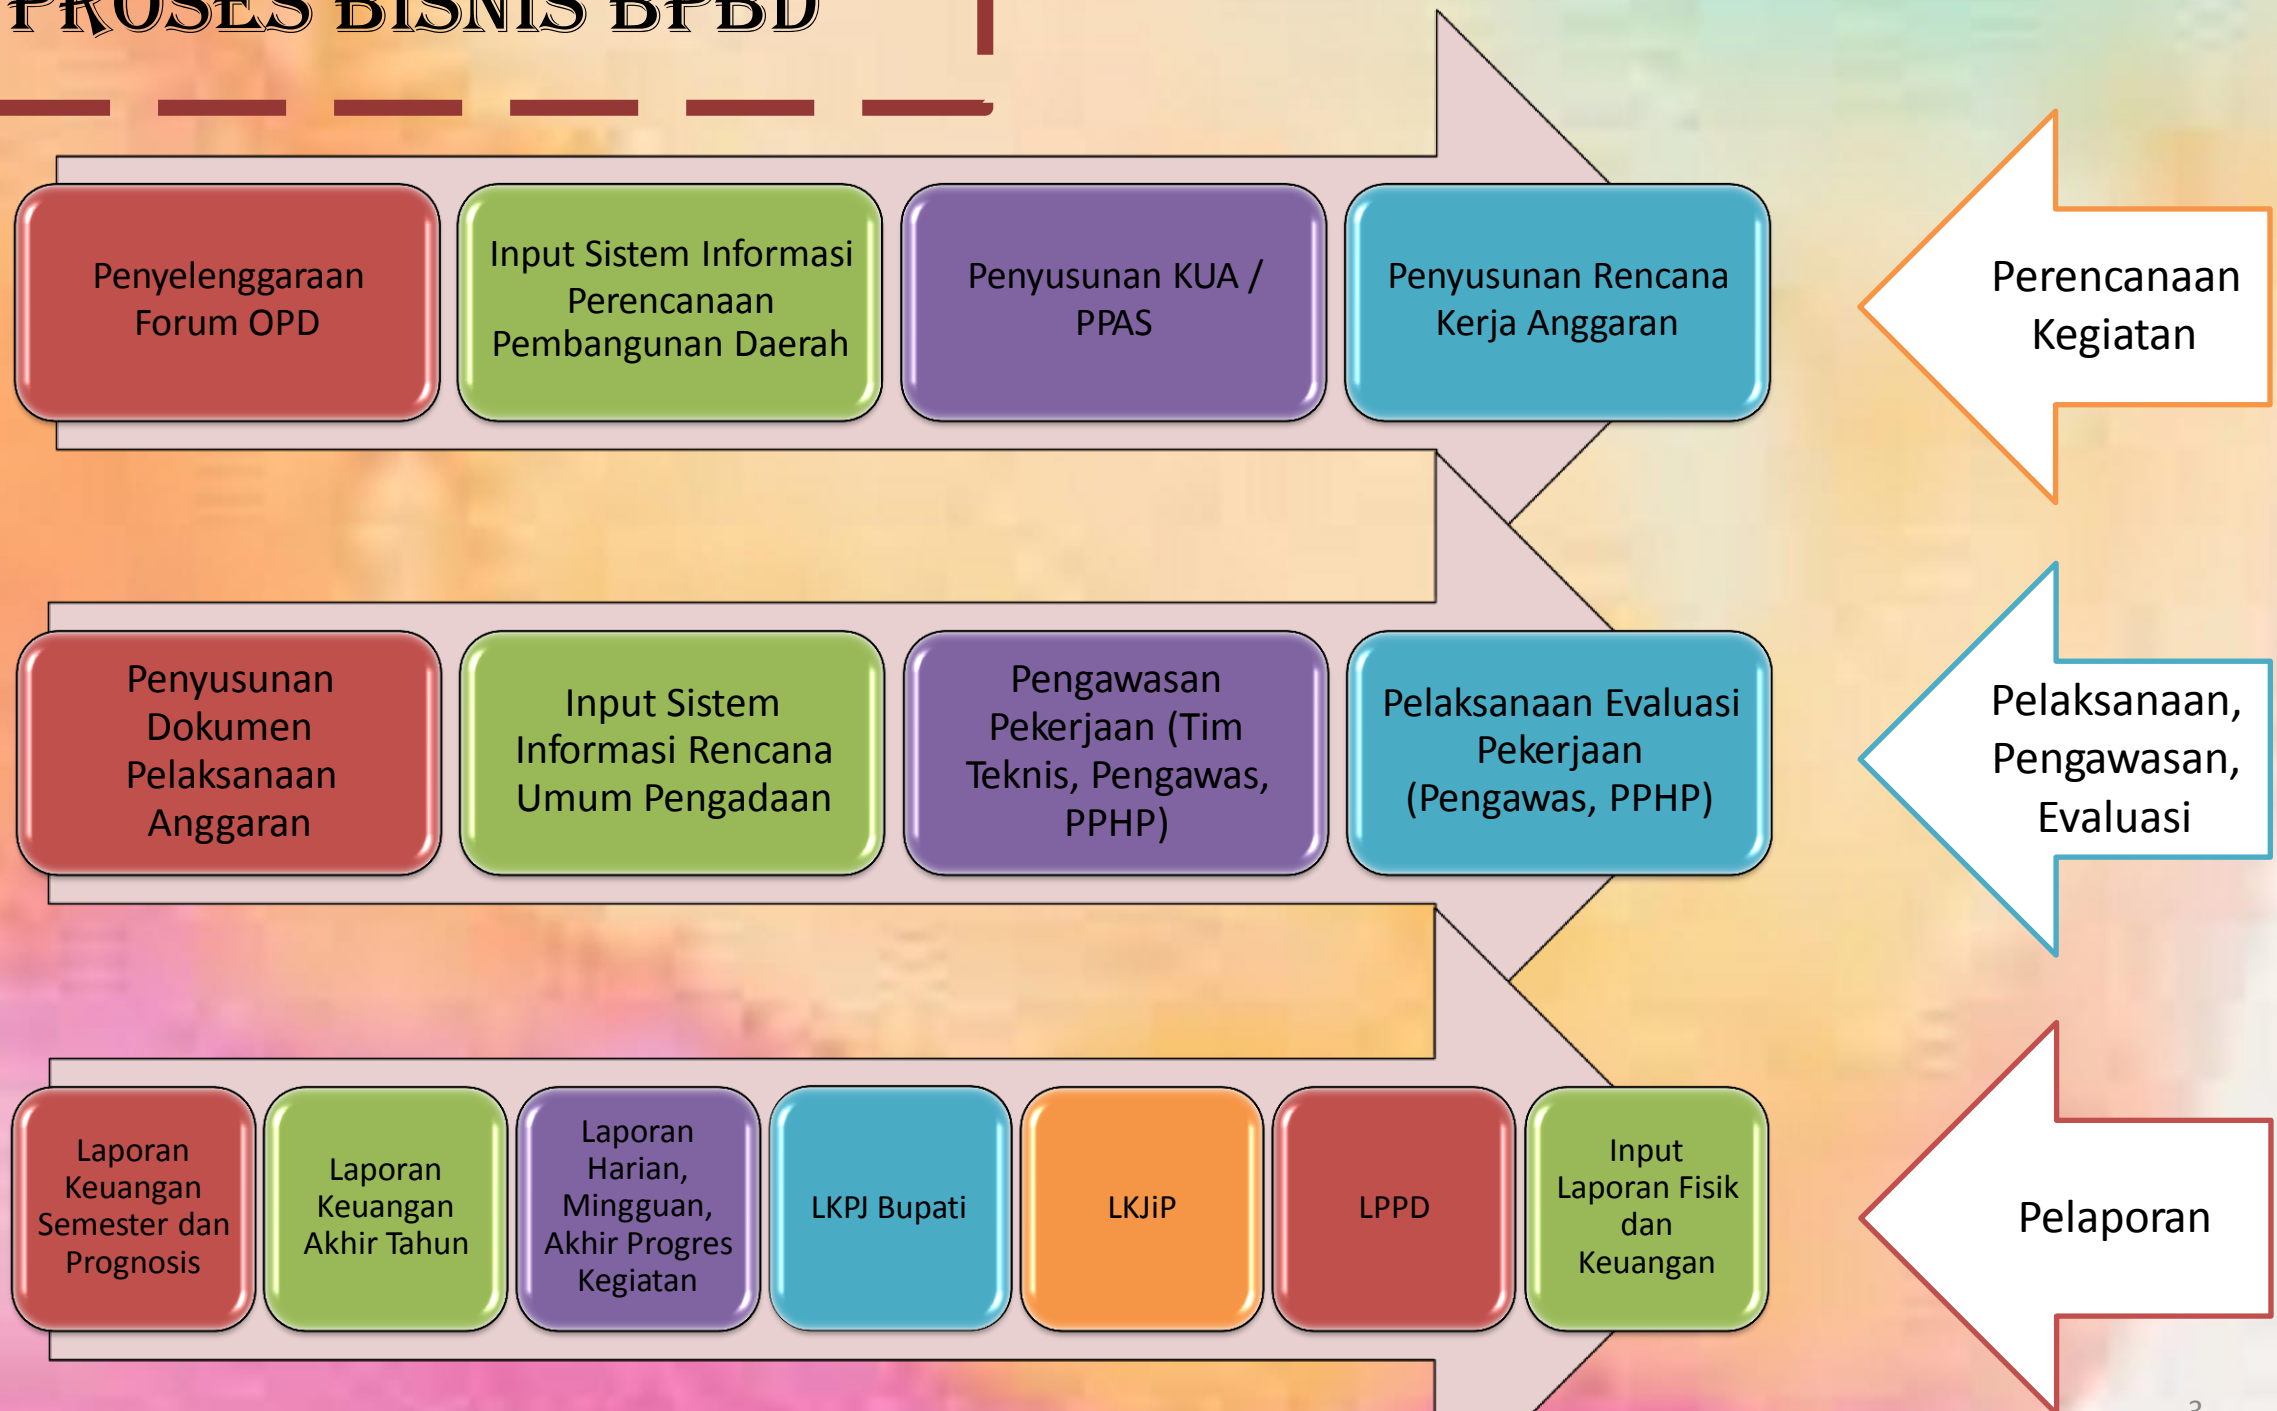 PROSES BISNIS BPBD
Penyelenggaraan
Forum OPD
Input Sistem Informasi
Perencanaan
Pembangunan Daerah
Penyusunan KUA /
PPAS
Penyusunan Rencana
Kerja Anggaran
Perencanaan
Kegiatan
Penyusunan
Dokumen
Pelaksanaan
Anggaran
Input Sistem
Informasi Rencana
Umum Pengadaan
Pengawasan
Pekerjaan (Tim
Teknis, Pengawas,
PPHP)
Pelaksanaan Evaluasi
Pekerjaan
(Pengawas, PPHP)
Pelaksanaan,
Pengawasan,
Evaluasi
Laporan
Keuangan
Semester dan
Prognosis
Laporan
Keuangan
Akhir Tahun
Laporan
Harian,
Mingguan,
Akhir Progres
Kegiatan
LKPJ Bupati
LKJiP
LPPD
Input
Laporan Fisik
dan
Keuangan
Pelaporan
3